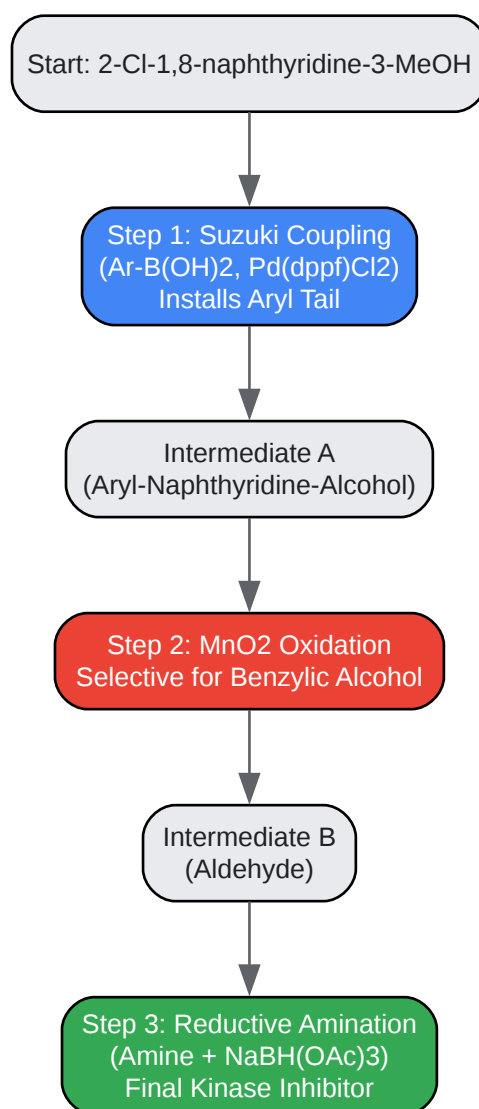 Start: 2-Cl-1,8-naphthyridine-3-MeOH
Step 1: Suzuki Coupling
(Ar-B(OH)2, Pd(dppf)Cl2)
Installs Aryl Tail
Intermediate A
(Aryl-Naphthyridine-Alcohol)
Step 2: MnO2 Oxidation
Selective for Benzylic Alcohol
Intermediate B
(Aldehyde)
Step 3: Reductive Amination
(Amine + NaBH(OAc)3)
Final Kinase Inhibitor